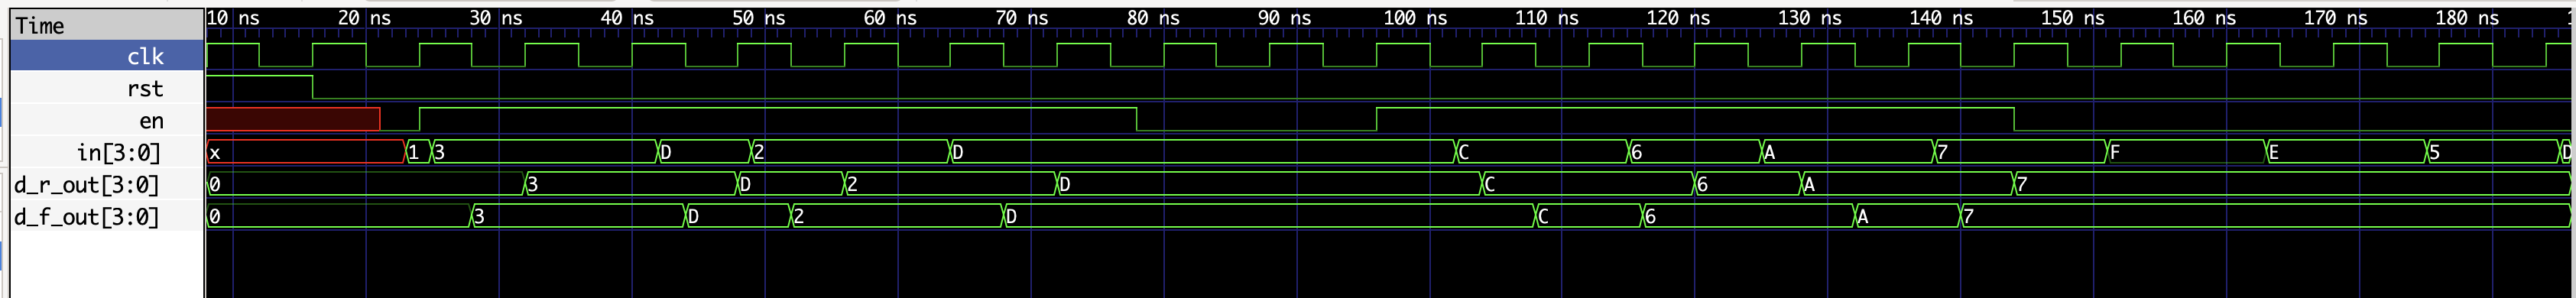 Time 10 ns 20 ns 30 ns 40 ns 50 ns 60 ns 70 ns 80 ns 90 ns 100 ns 110 ns 120 ns 130 ns 140 ns 150 ns 160 ns 170 ns 180 ns
clk
rst
en
in[3:0] x 1 3 D 2 D C 6 A 7 F E 5 D
d_r_out[3:0] 0 3 D 2 D C 6 A 7
d_f_out[3:0] 0 3 D 2 D C 6 A 7